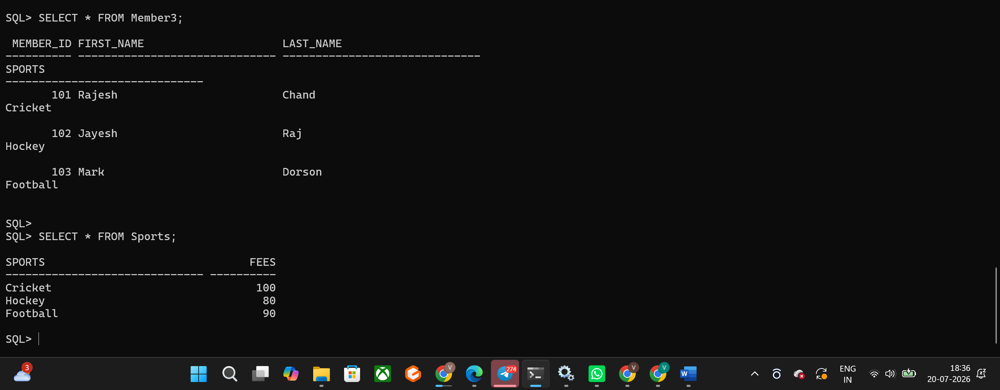 SQL> SELECT * FROM Member3;
MEMBER_ID FIRST_NAME LAST_NAME
---------- ------------------------------ ------------------------------
SPORTS
------------------------------
101 Rajesh Chand
Cricket
102 Jayesh Raj
Hockey
103 Mark Dorson
Football
SQL>
SQL> SELECT * FROM Sports;
SPORTS FEES
------------------------------ ----------
Cricket 100
Hockey 80
Football 90
SQL>
3
V
274
V
V
W
ENG
IN
18:36
20-07-2026